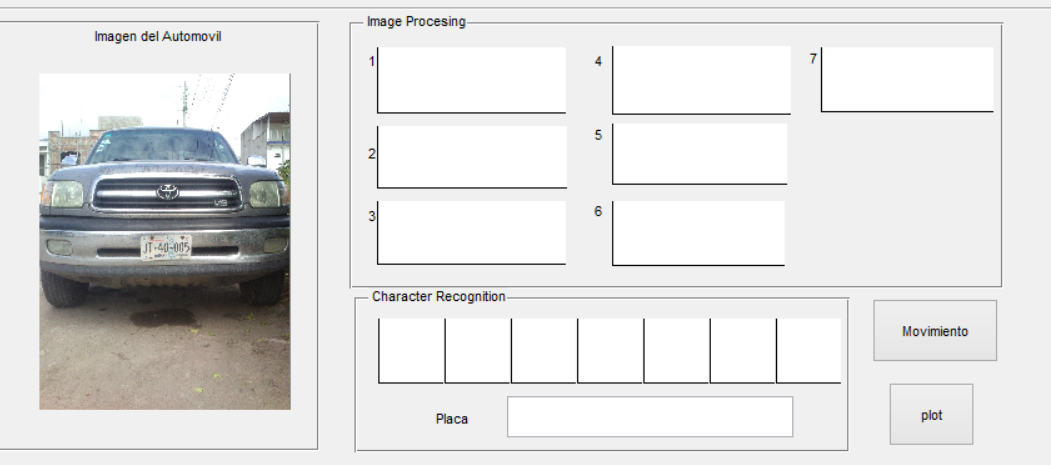 Imagen del Automovil
V8
JT-40-005
Image Procesing
1
2
3
4
5
6
7
Character Recognition
Placa
Movimiento
plot